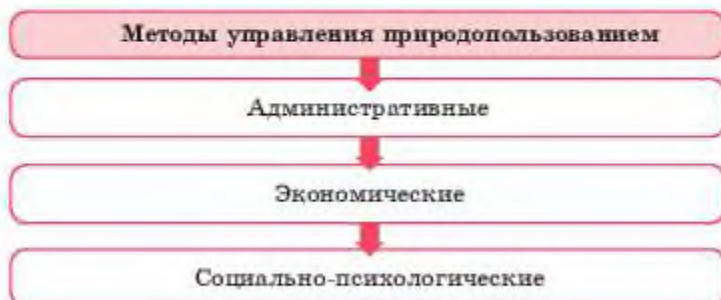 Методы управления природопользованием
Административные
Экономические
Социально-психологические